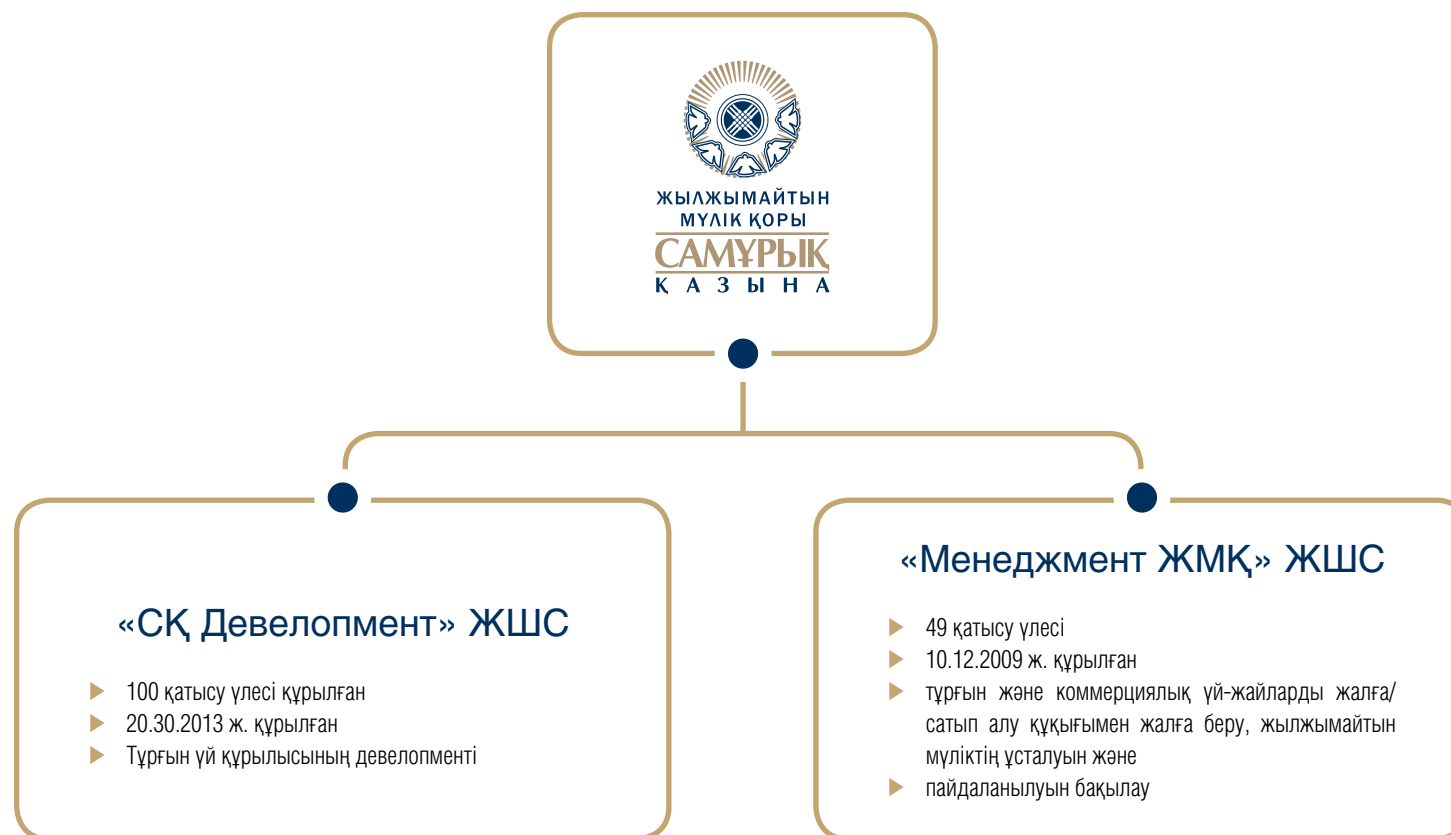 ЖЫЛЖЫМАЙТЫН
МҮЛІК ҚОРЫ
САМҰРЫҚ
ҚАЗЫНА
«СҚ Девелопмент» ЖШС
100 қатысу үлесі құрылған
20.30.2013 ж. құрылған
Тұрғын үй құрылысының девелопменті
«Менеджмент ЖМҚ» ЖШС
49 қатысу үлесі
10.12.2009 ж. құрылған
тұрғын және коммерциялық үй-жайларды жалға/
сатып алу құқығымен жалға беру, жылжымайтын
мүліктің ұсталуын және
пайдаланылуын бақылау